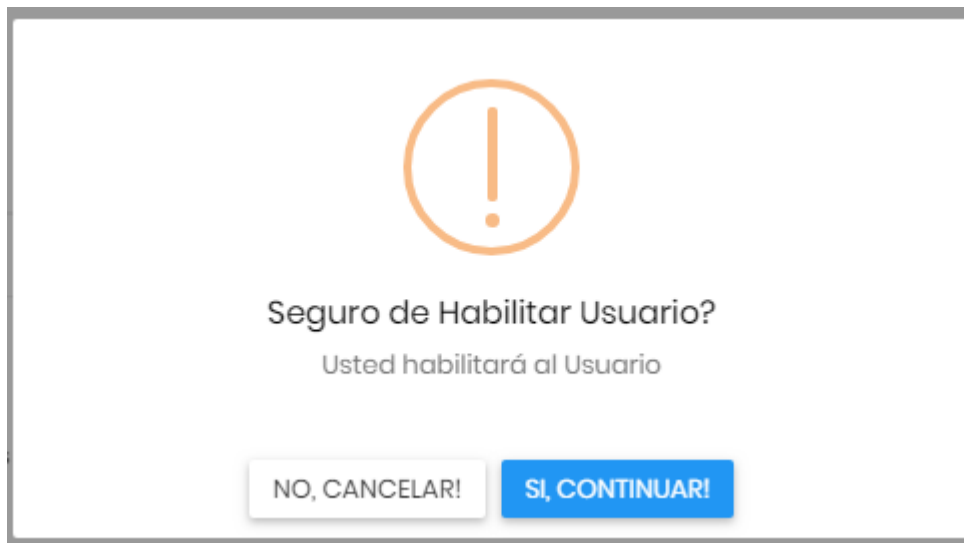 Seguro de Habilitar Usuario?
Usted habilitará al Usuario
NO, CANCELAR!
SI, CONTINUAR!